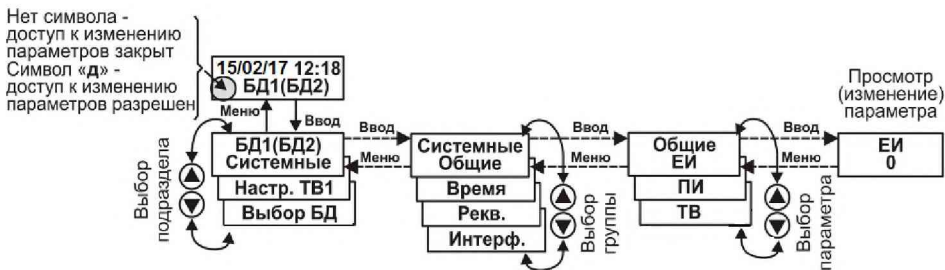 Нет символа -
доступ к изменению
параметров закрыт
Символ «д» -
доступ к изменению
параметров разрешен
15/02/17 12:18
БД1(БД2)
Меню
Ввод
БД1(БД2)
Системные
Настр. ТВ1
Выбор БД
Выбор
подраздела
Ввод
Меню
Системные
Общие
Время
Рекв.
Интерф.
Выбор
группы
Ввод
Меню
Общие
ЕИ
ПИ
ТВ
Выбор
параметра
Ввод
Меню
Просмотр
(изменение)
параметра
ЕИ
0